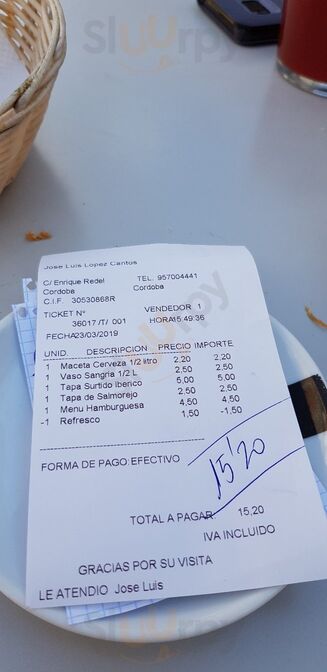 Jose Luis Lopez Cantos
C/ Enrique Redel TEL. 957004441
Cordoba Cordoba
C.I.F. 30530868R
TICKET Nº VENDEDOR 1
36017 /T/ 001 HORA15:49:36
FECHA23/03/2019
UNID. DESCRIPCION PRECIO IMPORTE
1 Maceta Cerveza 1/2 litro 2,20 2,20
1 Vaso Sangria 1/2 L 2,50 2,50
1 Tapa Surtido Iberico 5,00 5,00
1 Tapa de Salmorejo 2,50 2,50
1 Menu Hamburguesa 4,50 4,50
-1 Refresco 1,50 -1,50
FORMA DE PAGO:EFECTIVO
15'20
TOTAL A PAGAR: 15,20
IVA INCLUIDO
GRACIAS POR SU VISITA
LE ATENDIO Jose Luis
Slurpy